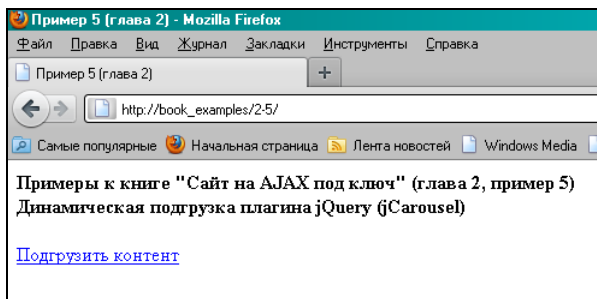 Пример 5 (глава 2) - Mozilla Firefox
Файл Правка Вид Журнал Закладки Инструменты Справка
Пример 5 (глава 2) +
http://book_examples/2-5/
Самые популярные Начальная страница Лента новостей Windows Media
Примеры к книге "Сайт на AJAX под ключ" (глава 2, пример 5)
Динамическая подгрузка плагина jQuery (jCarousel)
Подгрузить контент